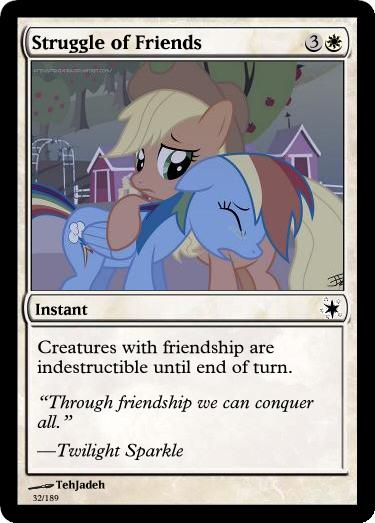 Struggle of Friends 3
Instant
Creatures with friendship are
indestructible until end of turn.
“Through friendship we can conquer
all.”
—Twilight Sparkle
TehJadeh
32/189